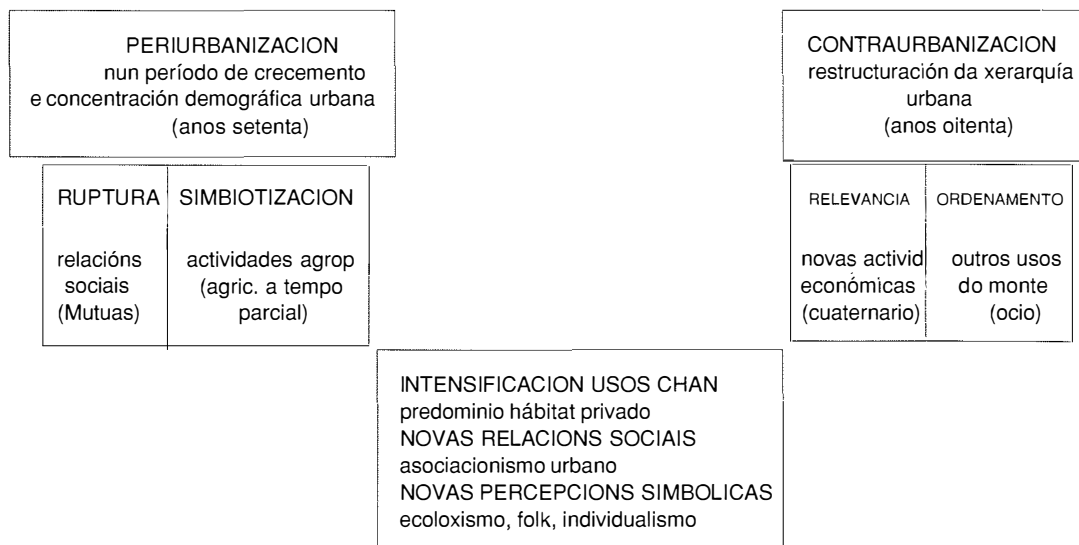 PERIURBANIZACION
nun período de crecemento
e concentración demográfica urbana
(anos setenta)
RUPTURA
relacións
sociais
(Mutuas)
SIMBIOTIZACION
actividades agrop
(agric. a tempo
parcial)
CONTRAURBANIZACION
restructuración da xerarquía
urbana
(anos oitenta)
RELEVANCIA
novas activid
económicas
(cuaternario)
ORDENAMENTO
outros usos
do monte
(ocio)
INTENSIFICACION USOS CHAN
predominio hábitat privado
NOVAS RELACIONS SOCIAIS
asociacionismo urbano
NOVAS PERCEPCIONS SIMBOLICAS
ecoloxismo, folk, individualismo